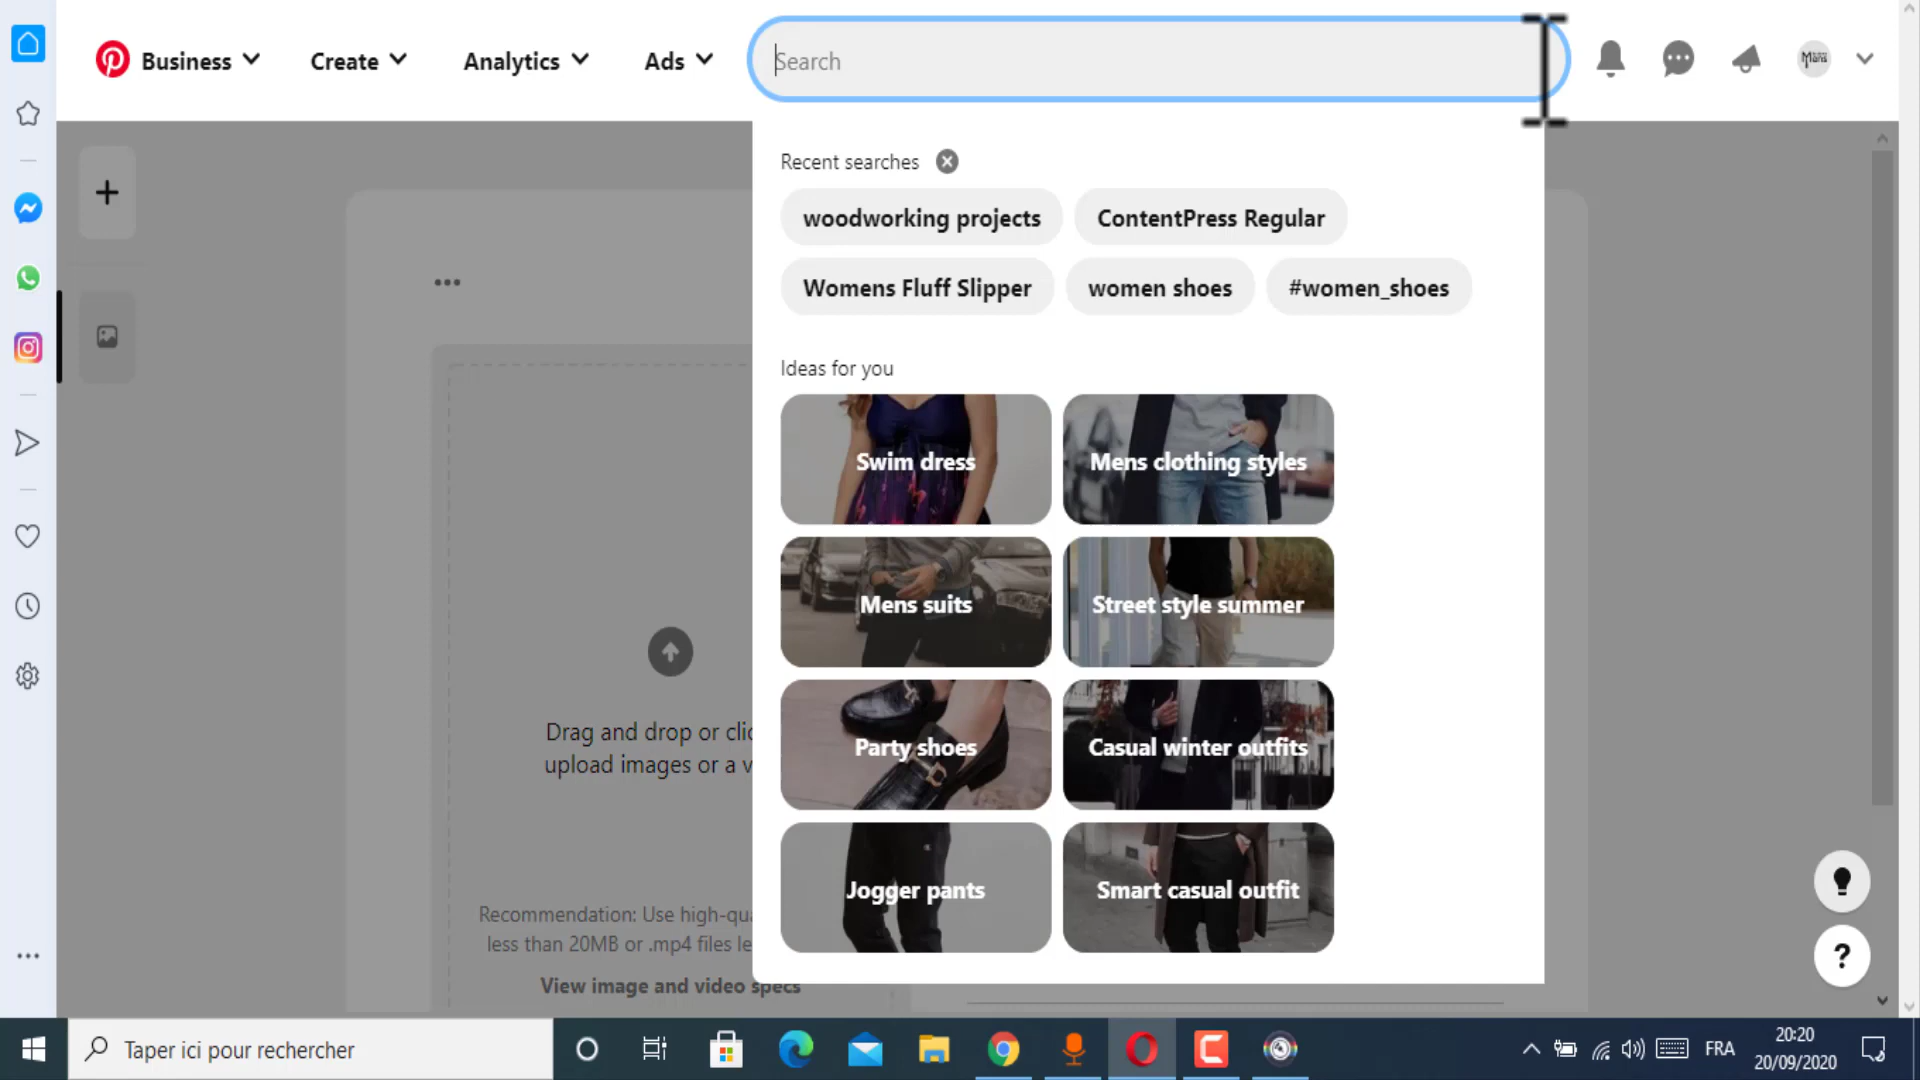 Business
Create
Analytics
Ads
Search
Recent searches
woodworking projects
ContentPress Regular
Womens Fluff Slipper
women shoes
#women_shoes
Ideas for you
Swim dress
Mens clothing styles
Mens suits
Street style summer
Party shoes
Casual winter outfits
Jogger pants
Smart casual outfit
Drag and drop or clic
upload images or a v
Recommendation: Use high-qua
less than 20MB or .mp4 files le
View image and video specs
?
Taper ici pour rechercher
FRA
20:20
20/09/2020